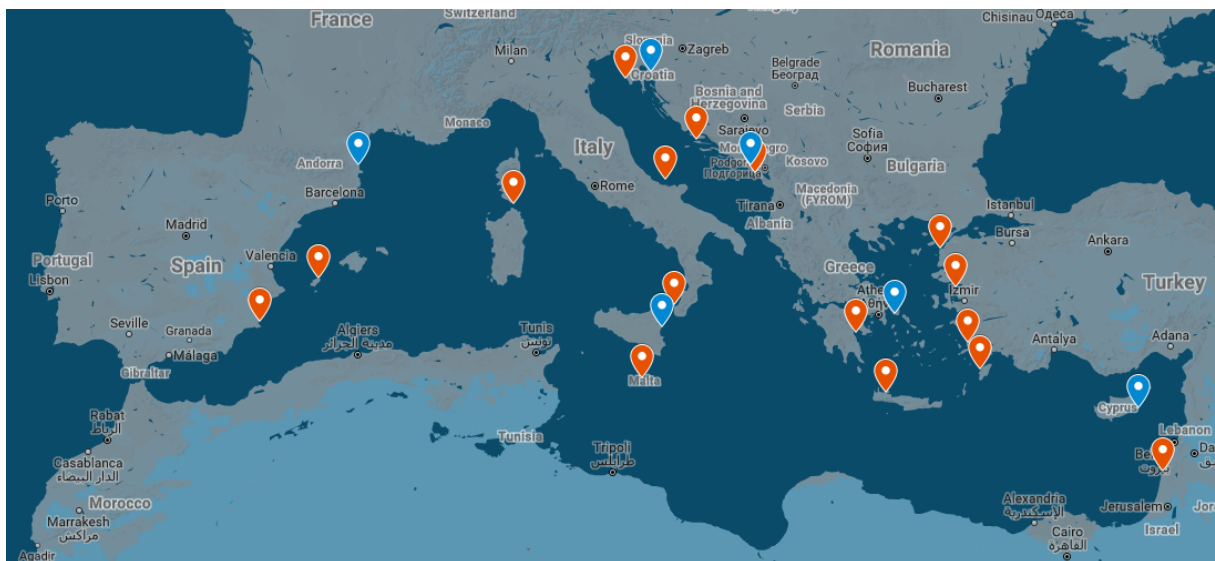 France
Switzerland
Milan
Slovenia
Zagreb
Croatia
Chisinau
Одеса
Romania
Belgrade
Београд
Bucharest
Bosnia and
Herzegovina
Serbia
Sarajevo
Monaco
Italy
Kosovo
Sofia
София
Bulgaria
Подгорица
Andorra
Barcelona
Rome
Tirana
Macedonia
(FYROM)
Albania
Istanbul
Bursa
Ankara
Porto
Madrid
Portugal
Spain
Valencia
Lisbon
Greece
Izmir
Turkey
Seville
Granada
Málaga
Gibraltar
Algiers
مدينة الجزائر
Tunis
تونس
Antalya
Adana
Malta
Cyprus
Rabat
الرباط
Casablanca
الدار البيضاء
Morocco
Marrakesh
مراكش
Agadir
Tunisia
Tripoli
طرابلس
Lebanon
بيروت
Alexandria
الإسكندرية
Jerusalem
Cairo
القاهرة
Israel